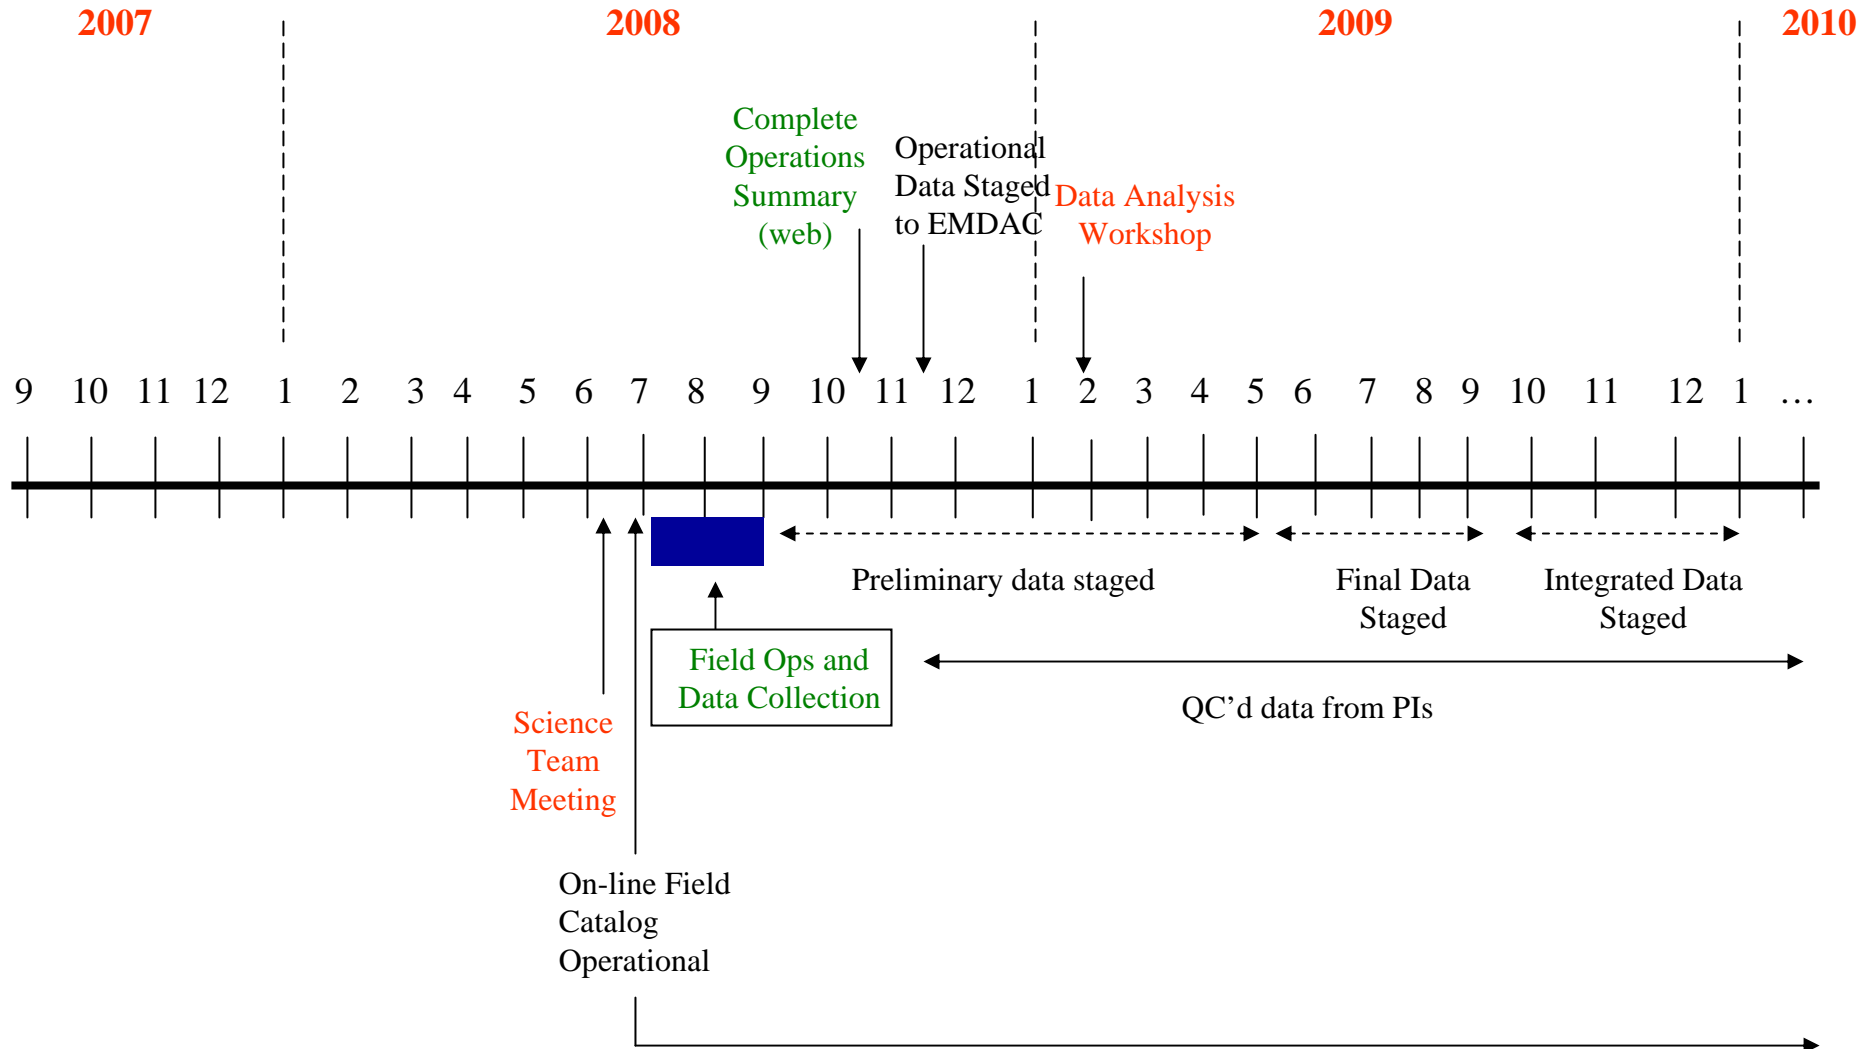 2007 2008 2009 2010
Complete
Operations
Summary
(web)
Operational
Data Staged
to EMDAC
Data Analysis
Workshop
9 10 11 12 1 2 3 4 5 6 7 8 9 10 11 12 1 2 3 4 5 6 7 8 9 10 11 12 1 …
Preliminary data staged
Final Data
Staged
Integrated Data
Staged
Field Ops and
Data Collection
QC’d data from PIs
Science
Team
Meeting
On-line Field
Catalog
Operational